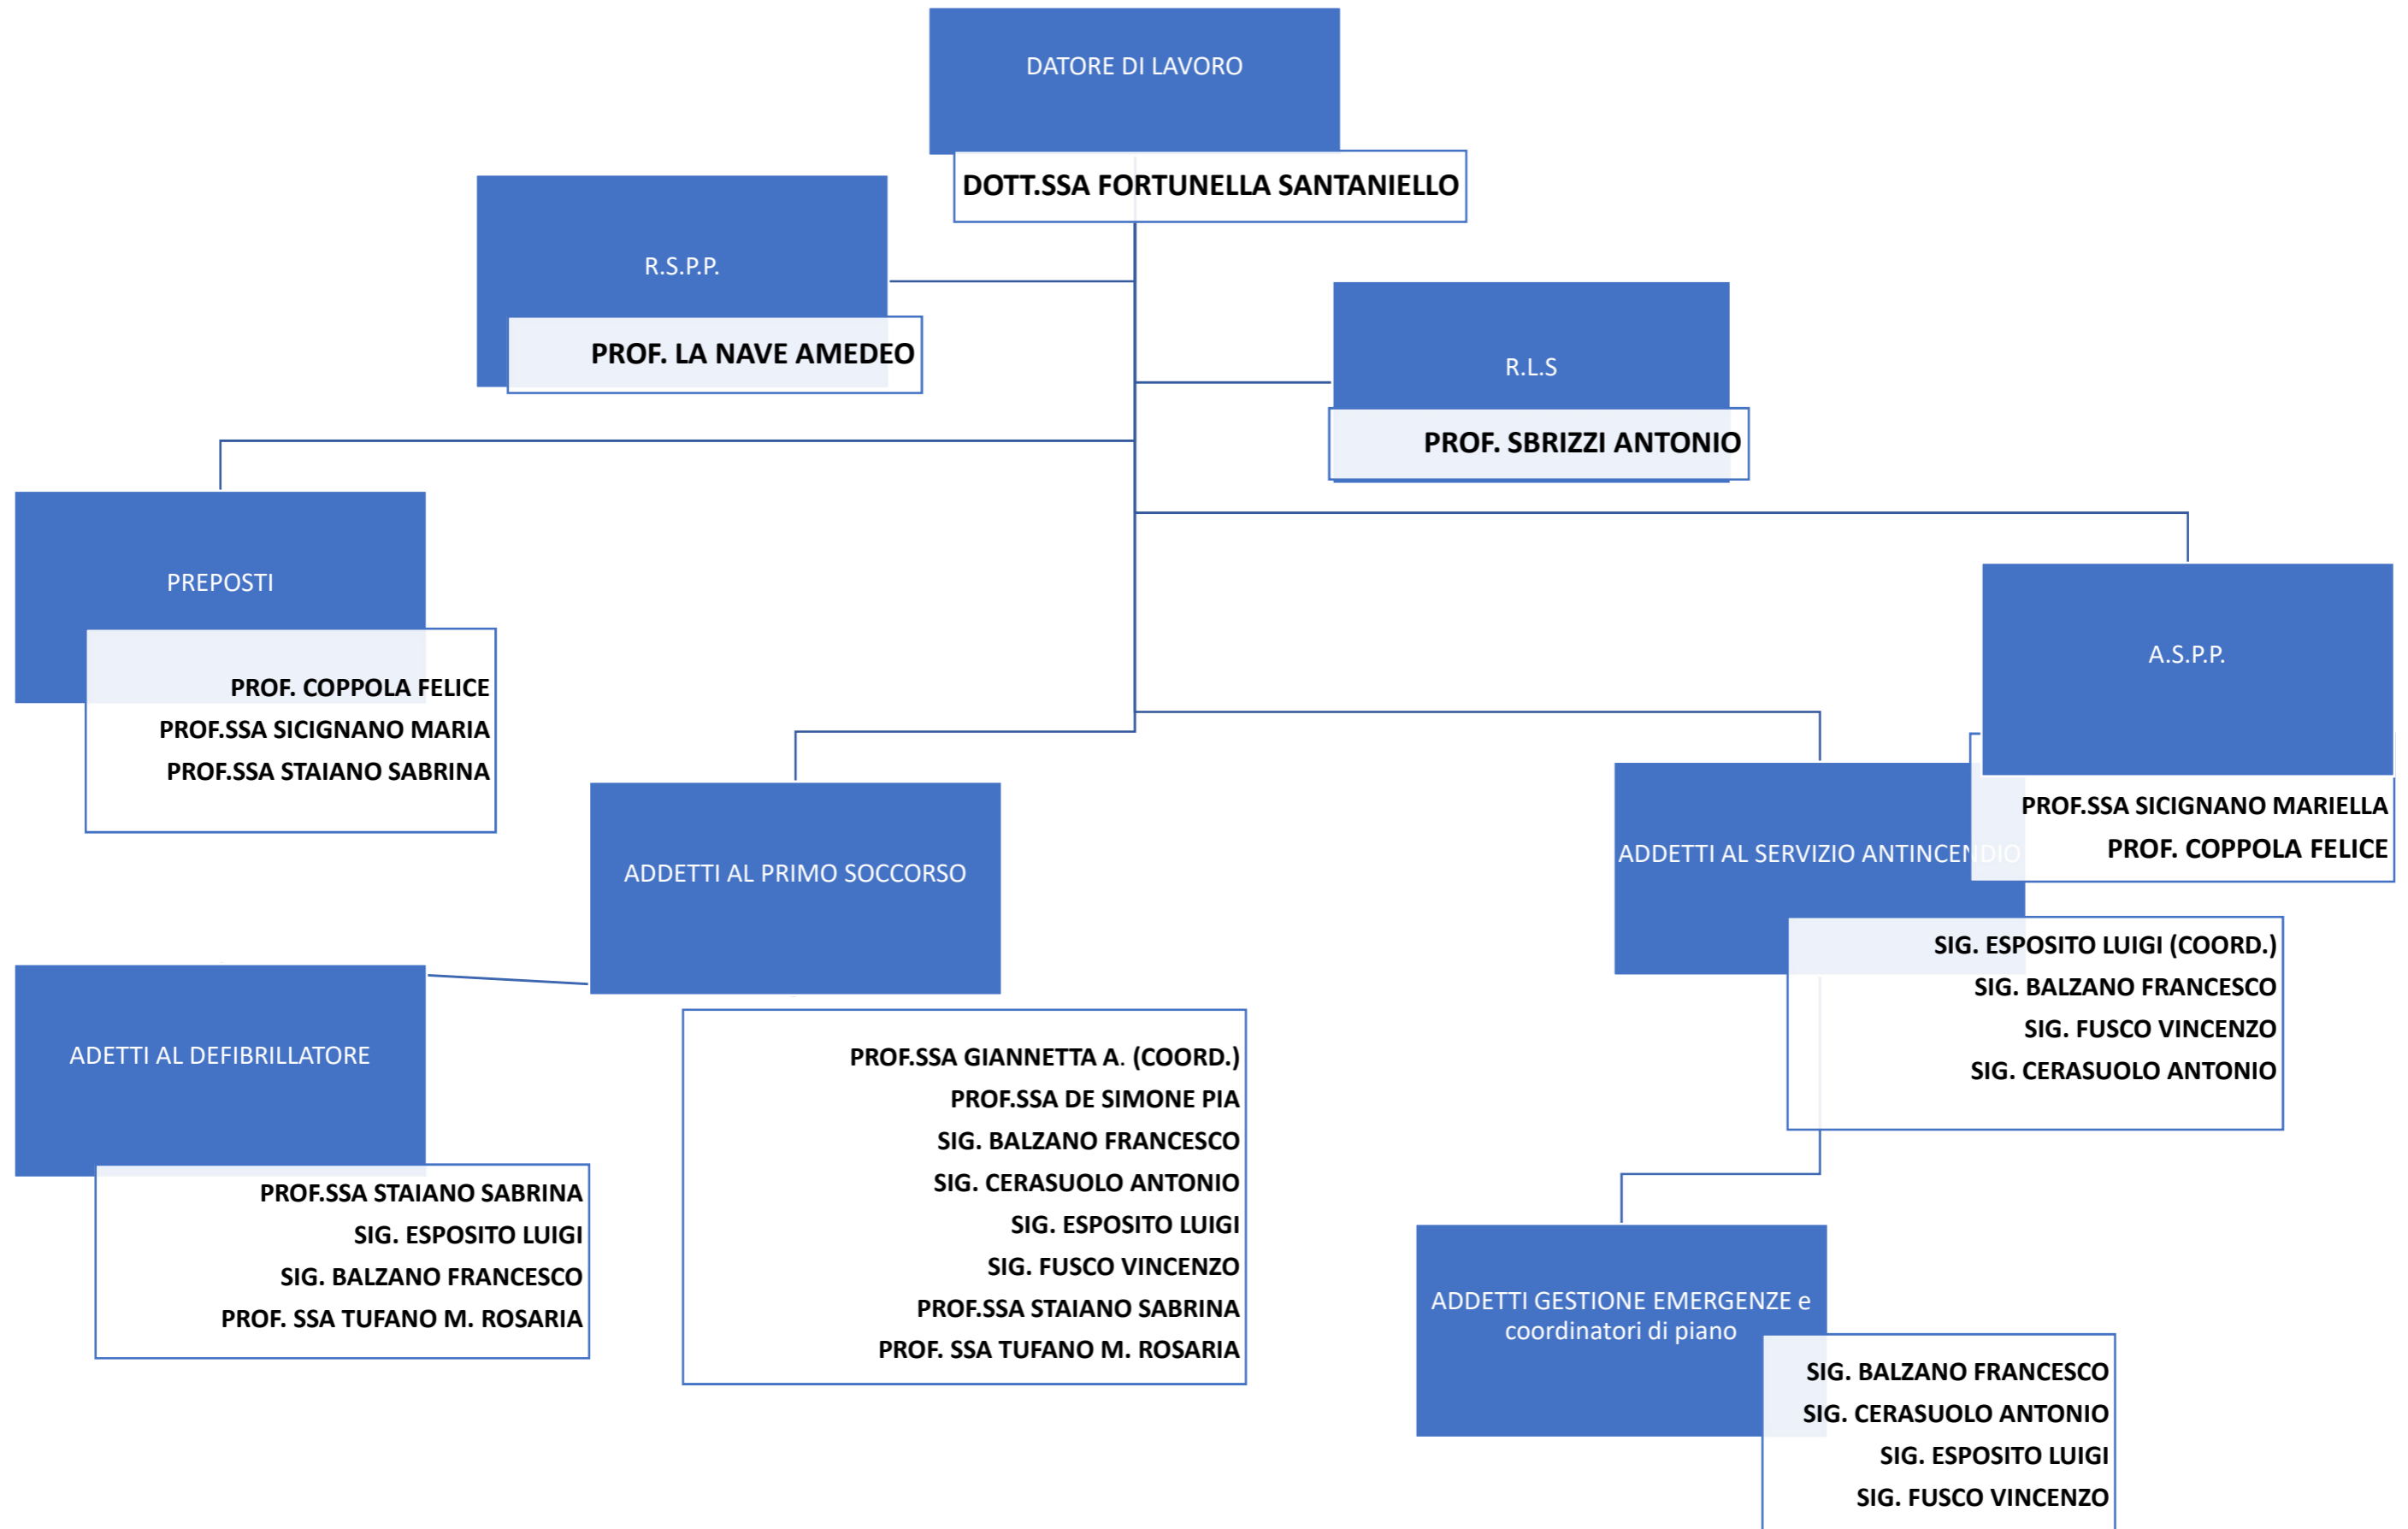 DATORE DI LAVORO
DOTT.SSA FORTUNELLA SANTANIELLO
R.S.P.P.
PROF. LA NAVE AMEDEO
R.L.S
PROF. SBRIZZI ANTONIO
PREPOSTI
PROF. COPPOLA FELICE
PROF.SSA SICIGNANO MARIA
PROF.SSA STAIANO SABRINA
A.S.P.P.
PROF.SSA SICIGNANO MARIELLA
PROF. COPPOLA FELICE
ADDETTI AL PRIMO SOCCORSO
PROF.SSA GIANNETTA A. (COORD.)
PROF.SSA DE SIMONE PIA
SIG. BALZANO FRANCESCO
SIG. CERASUOLO ANTONIO
SIG. ESPOSITO LUIGI
SIG. FUSCO VINCENZO
PROF.SSA STAIANO SABRINA
PROF. SSA TUFANO M. ROSARIA
ADDETTI AL SERVIZIO ANTINCENDIO
SIG. ESPOSITO LUIGI (COORD.)
SIG. BALZANO FRANCESCO
SIG. FUSCO VINCENZO
SIG. CERASUOLO ANTONIO
ADETTI AL DEFIBRILLATORE
PROF.SSA STAIANO SABRINA
SIG. ESPOSITO LUIGI
SIG. BALZANO FRANCESCO
PROF. SSA TUFANO M. ROSARIA
ADDETTI GESTIONE EMERGENZE e
coordinatori di piano
SIG. BALZANO FRANCESCO
SIG. CERASUOLO ANTONIO
SIG. ESPOSITO LUIGI
SIG. FUSCO VINCENZO